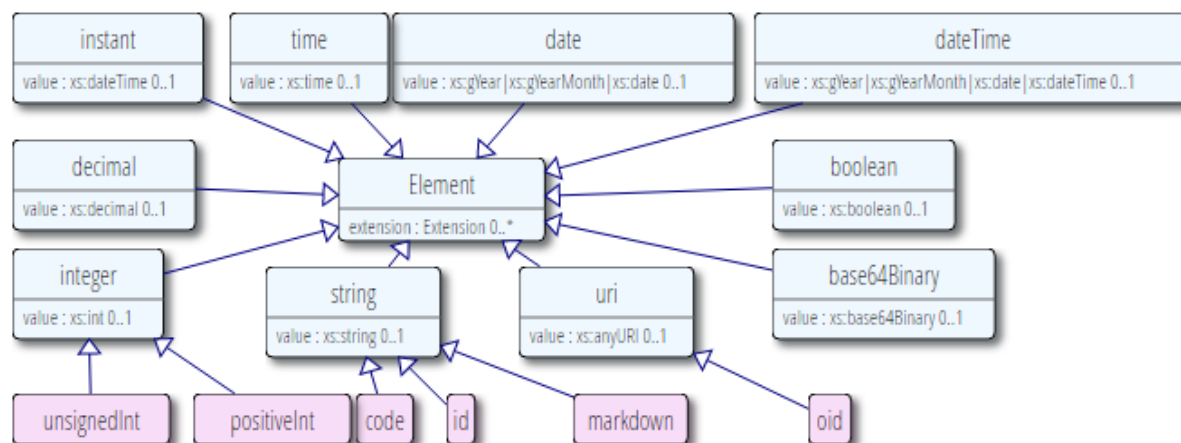 instant
value : xs:dateTime 0..1
time
value : xs:time 0..1
date
value : xs:gYear|xs:gYearMonth|xs:date 0..1
dateTime
value : xs:gYear|xs:gYearMonth|xs:date|xs:dateTime 0..1
decimal
value : xs:decimal 0..1
Element
extension : Extension 0..*
boolean
value : xs:boolean 0..1
integer
value : xs:int 0..1
string
value : xs:string 0..1
uri
value : xs:anyURI 0..1
base64Binary
value : xs:base64Binary 0..1
unsignedInt
positiveInt
code
id
markdown
oid